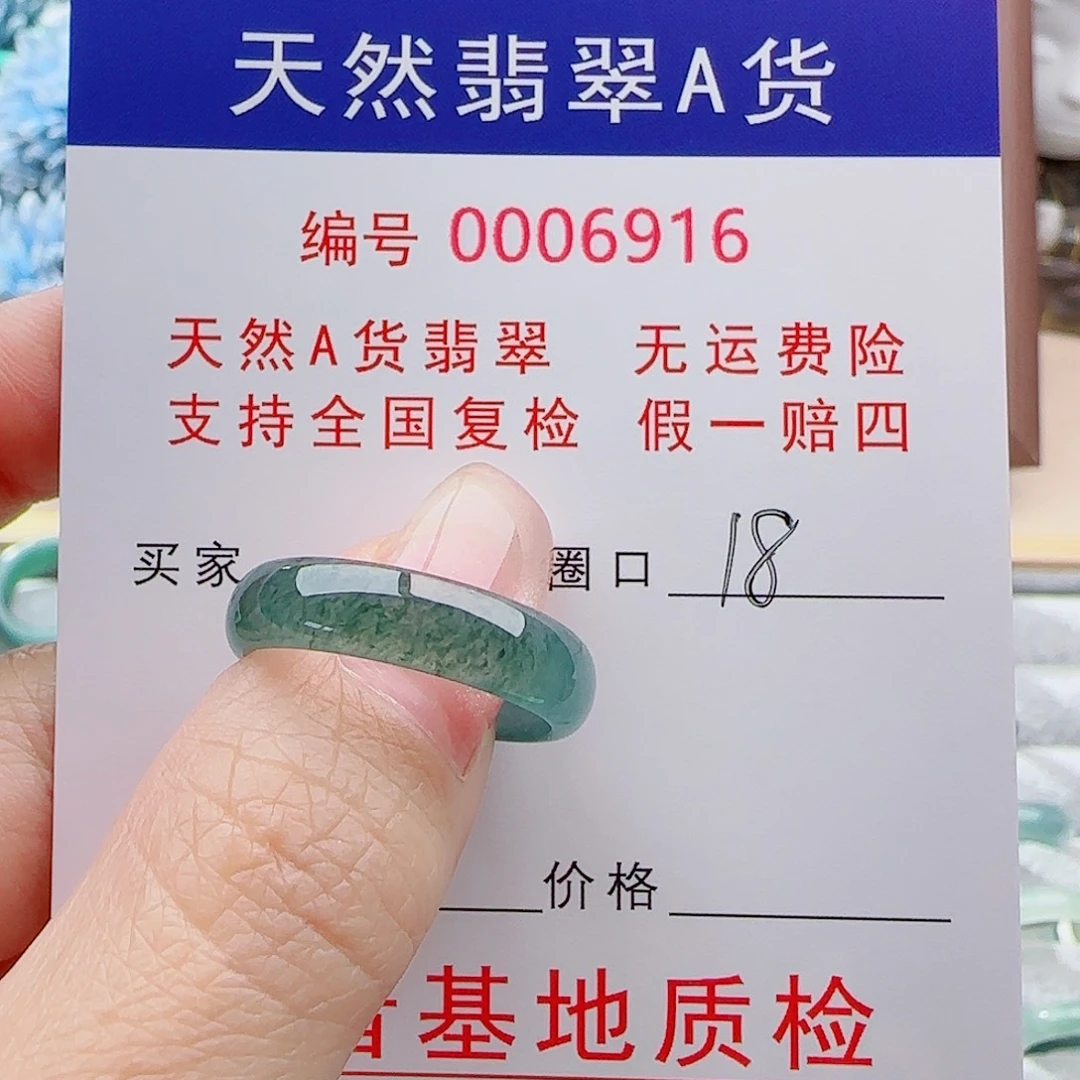 天然翡翠A货
编号 0006916
天然A货翡翠 无运费险
支持全国复检 假一赔四
买家 圈口 18
价格
基地质检